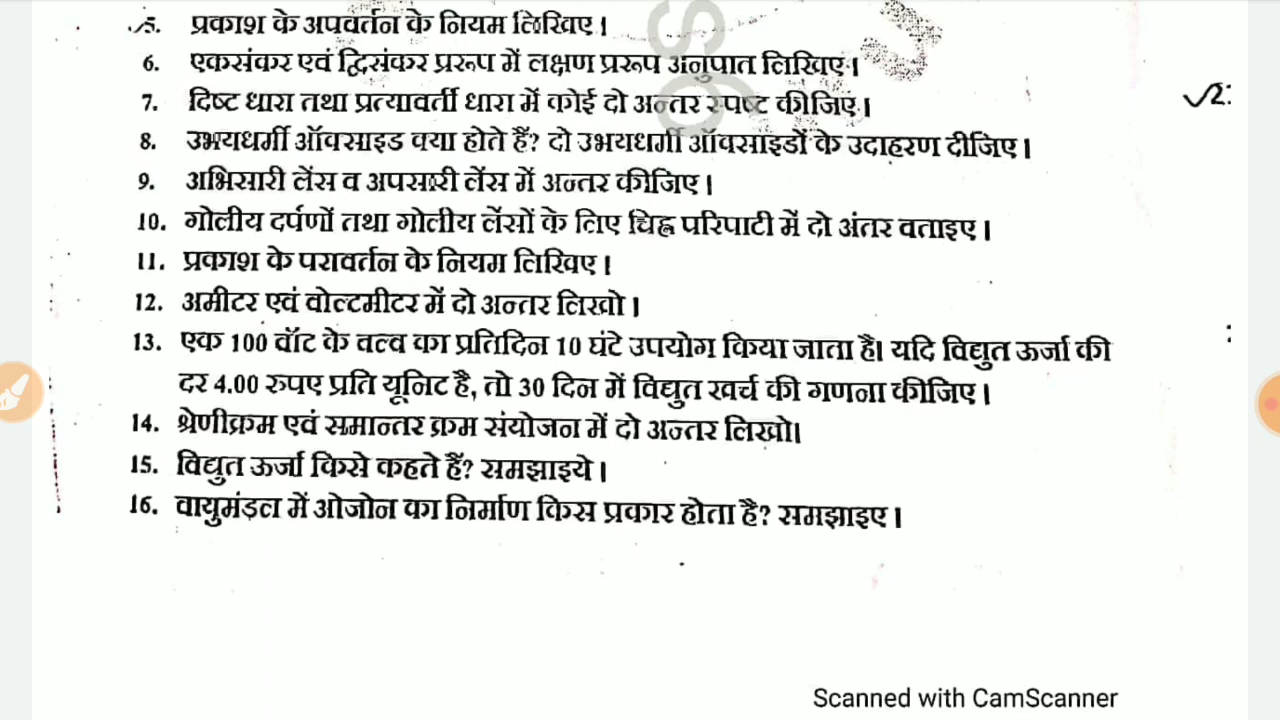 5. प्रकाश के अपवर्तन के नियम लिखिए।
6. एकसंकर एवं द्विसंकर प्ररूप में लक्षण प्ररूप अनुपात लिखिए।
7. दिष्ट धारा तथा प्रत्यावर्ती धारा में कोई दो अन्तर स्पष्ट कीजिए।
8. उभयधर्मी ऑक्साइड क्या होते हैं? दो उभयधर्मी ऑक्साइडों के उदाहरण दीजिए।
9. अभिसारी लेंस व अपसारी लेंस में अन्तर कीजिए।
10. गोलीय दर्पणों तथा गोलीय लेंसों के लिए चिह्न परिपाटी में दो अंतर बताइए।
11. प्रकाश के परावर्तन के नियम लिखिए।
12. अमीटर एवं वोल्टमीटर में दो अन्तर लिखो।
13. एक 100 वॉट के बल्ब का प्रतिदिन 10 घंटे उपयोग किया जाता है। यदि विद्युत ऊर्जा की
दर 4.00 रुपए प्रति यूनिट है, तो 30 दिन में विद्युत खर्च की गणना कीजिए।
14. श्रेणीक्रम एवं समान्तर क्रम संयोजन में दो अन्तर लिखो।
15. विद्युत ऊर्जा किसे कहते हैं? समझाइये।
16. वायुमंड़ल में ओजोन का निर्माण किस प्रकार होता है? समझाइए।
Scanned with CamScanner